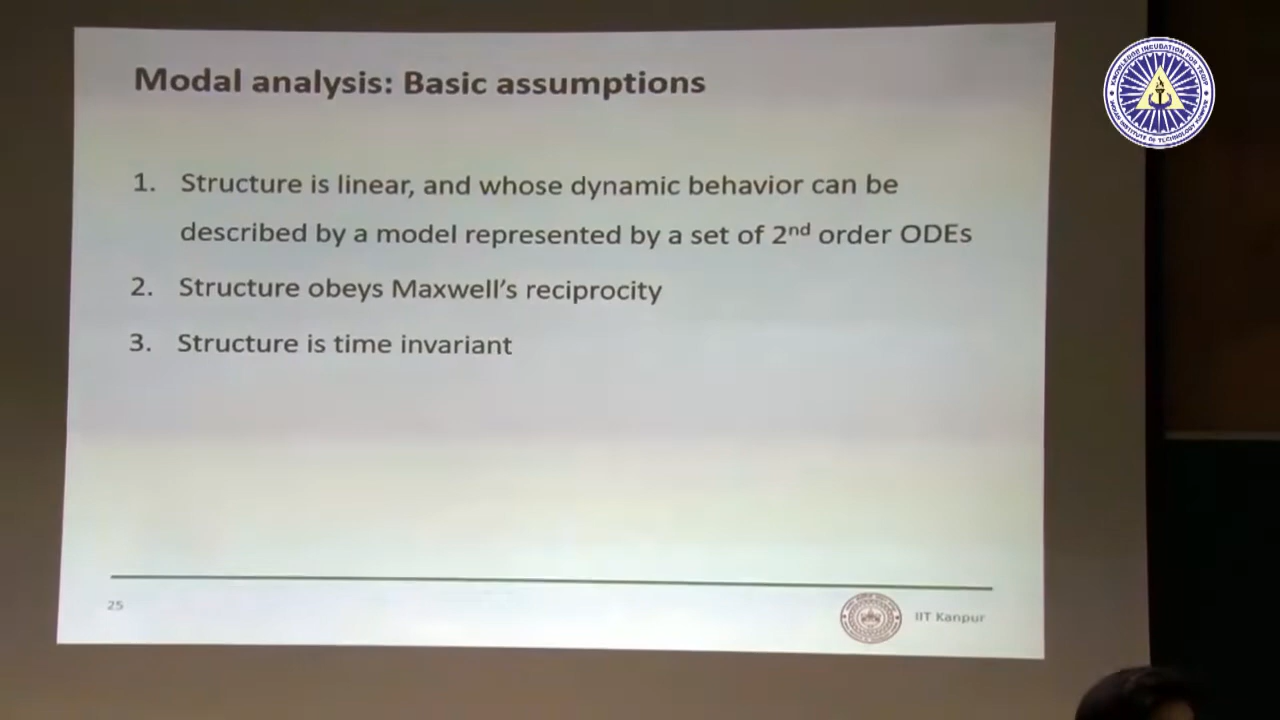 Modal analysis: Basic assumptions
1. Structure is linear, and whose dynamic behavior can be
described by a model represented by a set of 2nd order ODEs
2. Structure obeys Maxwell's reciprocity
3. Structure is time invariant
25
IIT Kanpur